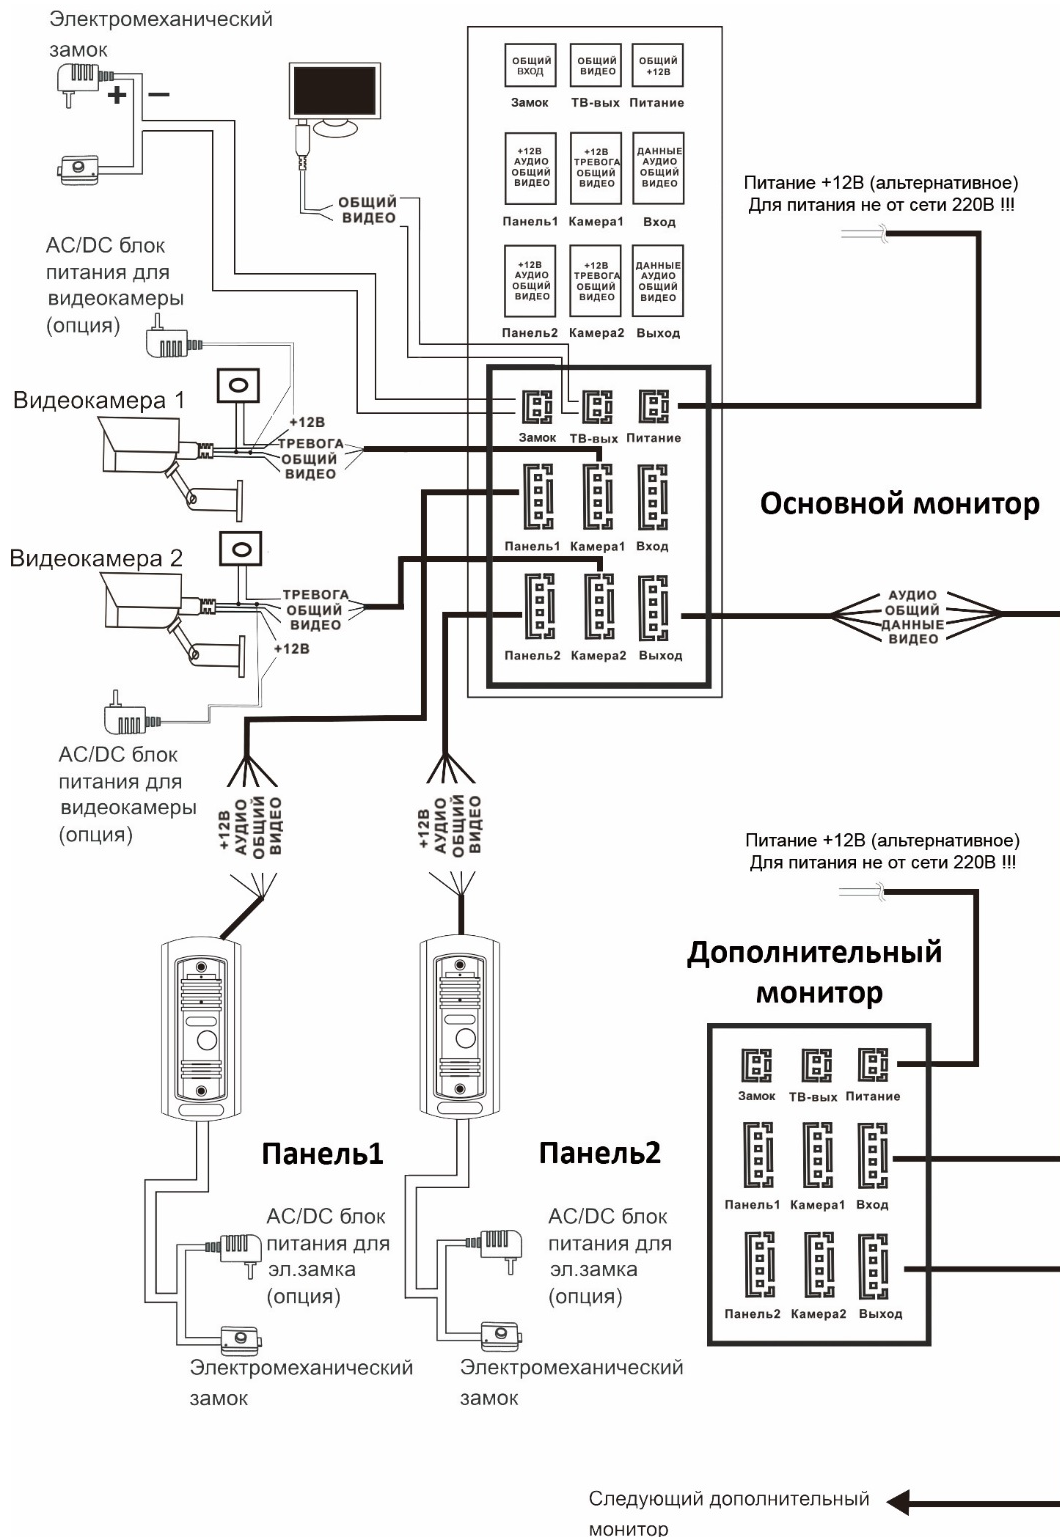 Электромеханический
замок
+ −
ОБЩИЙ
ВХОД
ОБЩИЙ
ВИДЕО
ОБЩИЙ
+12В
Замок ТВ-вых Питание
+12В
АУДИО
ОБЩИЙ
ВИДЕО
+12В
ТРЕВОГА
ОБЩИЙ
ВИДЕО
ДАННЫЕ
АУДИО
ОБЩИЙ
ВИДЕО
Панель1 Камера1 Вход
+12В
АУДИО
ОБЩИЙ
ВИДЕО
+12В
ТРЕВОГА
ОБЩИЙ
ВИДЕО
ДАННЫЕ
АУДИО
ОБЩИЙ
ВИДЕО
Панель2 Камера2 Выход
ОБЩИЙ
ВИДЕО
Питание +12В (альтернативное)
Для питания не от сети 220В !!!
AC/DC блок
питания для
видеокамеры
(опция)
Видеокамера 1
+12В
ТРЕВОГА
ОБЩИЙ
ВИДЕО
Замок ТВ-вых Питание
Панель1 Камера1 Вход
Панель2 Камера2 Выход
Основной монитор
Видеокамера 2
ТРЕВОГА
ОБЩИЙ
ВИДЕО
+12В
АУДИО
ОБЩИЙ
ДАННЫЕ
ВИДЕО
AC/DC блок
питания для
видеокамеры
(опция)
+12В
АУДИО
ОБЩИЙ
ВИДЕО
+12В
АУДИО
ОБЩИЙ
ВИДЕО
Питание +12В (альтернативное)
Для питания не от сети 220В !!!
Дополнительный
монитор
Замок ТВ-вых Питание
Панель1 Камера1 Вход
Панель2 Камера2 Выход
Панель1
Панель2
AC/DC блок
питания для
эл.замка
(опция)
AC/DC блок
питания для
эл.замка
(опция)
Электромеханический
замок
Электромеханический
замок
Следующий дополнительный
монитор